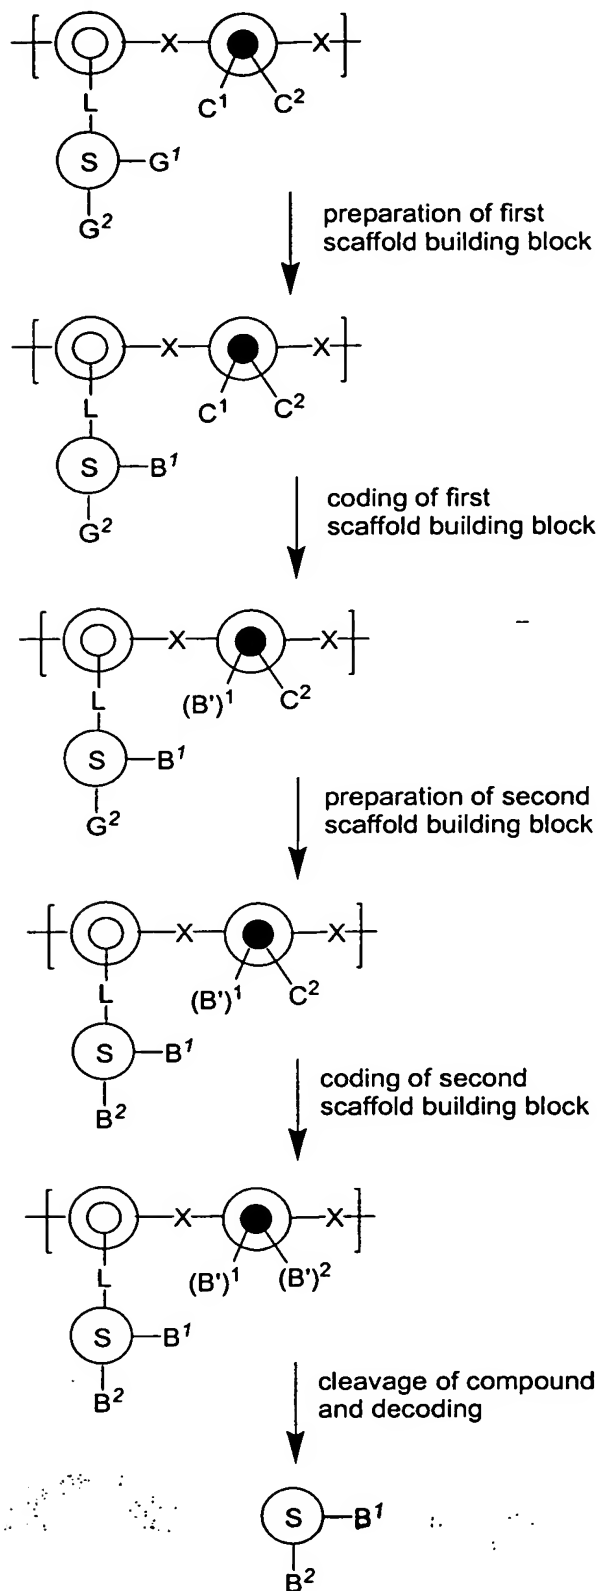 X X
L C¹ C²
S G¹
G²
preparation of first
scaffold building block
X X
L C¹ C²
S B¹
G²
coding of first
scaffold building block
X X
L (B')¹ C²
S B¹
G²
preparation of second
scaffold building block
X X
L (B')¹ C²
S B¹
B²
coding of second
scaffold building block
X X
L (B')¹ (B')²
S B¹
B²
cleavage of compound
and decoding
S B¹
B²